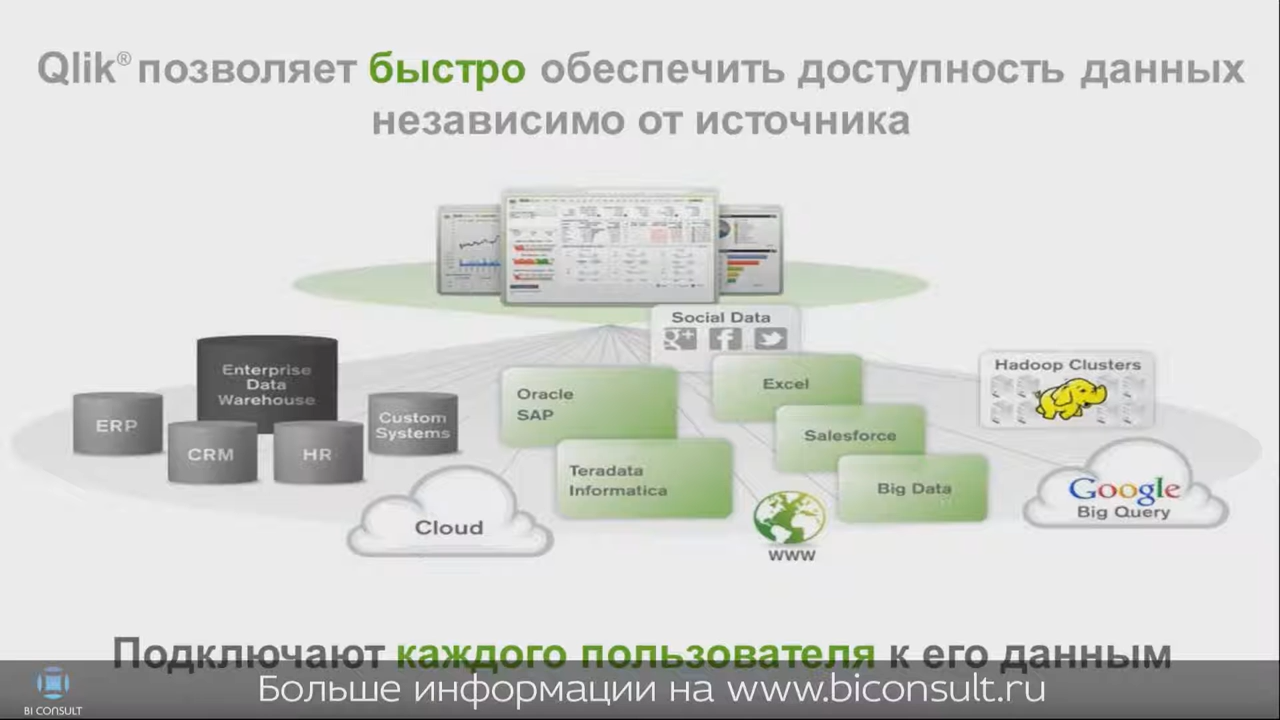 Qlik® позволяет быстро обеспечить доступность данных
независимо от источника
Social Data
g+ f
Enterprise
Data
Warehouse
ERP
CRM
HR
Custom
Systems
Oracle
SAP
Teradata
Informatica
Excel
Salesforce
Big Data
Hadoop Clusters
Cloud
www
Google
Big Query
Подключают каждого пользователя к его данным
Больше информации на www.biconsult.ru
BI CONSULT